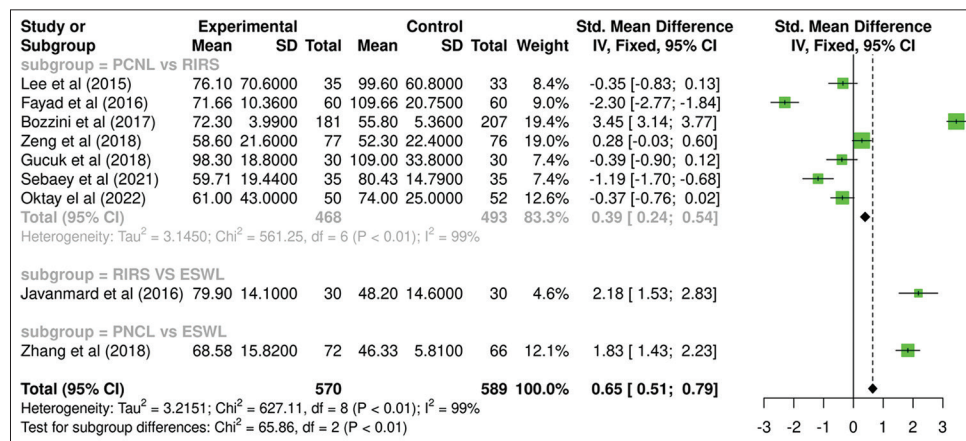 Study or Experimental Control Std. Mean Difference Std. Mean Difference
Subgroup Mean SD Total Mean SD Total Weight IV, Fixed, 95% CI IV, Fixed, 95% CI
subgroup = PCNL vs RIRS
Lee et al (2015) 76.10 70.6000 35 99.60 60.8000 33 8.4% -0.35 [-0.83; 0.13]
Fayad et al (2016) 71.66 10.3600 60 109.66 20.7500 60 9.0% -2.30 [-2.77; -1.84]
Bozzini et al (2017) 72.30 3.9900 181 55.80 5.3600 207 19.4% 3.45 [ 3.14; 3.77]
Zeng et al (2018) 58.60 21.6000 77 52.30 22.4000 76 19.0% 0.28 [-0.03; 0.60]
Gucuk et al (2018) 98.30 18.8000 30 109.00 33.8000 30 7.4% -0.39 [-0.90; 0.12]
Sebaey et al (2021) 59.71 19.4400 35 80.43 14.7900 35 7.4% -1.19 [-1.70; -0.68]
Oktay et al (2022) 61.00 43.0000 50 74.00 25.0000 52 12.6% -0.37 [-0.76; 0.02]
Total (95% CI) 468 493 83.3% 0.39 [ 0.24; 0.54]
Heterogeneity: Tau² = 3.1450; Chi² = 561.25, df = 6 (P < 0.01); I² = 99%
subgroup = RIRS VS ESWL
Javanmard et al (2016) 79.90 14.1000 30 48.20 14.6000 30 4.6% 2.18 [ 1.53; 2.83]
subgroup = PNCL vs ESWL
Zhang et al (2018) 68.58 15.8200 72 46.33 5.8100 66 12.1% 1.83 [ 1.43; 2.23]
Total (95% CI) 570 589 100.0% 0.65 [ 0.51; 0.79]
Heterogeneity: Tau² = 3.2151; Chi² = 627.11, df = 8 (P < 0.01); I² = 99%
Test for subgroup differences: Chi² = 65.86, df = 2 (P < 0.01)
-3 -2 -1 0 1 2 3